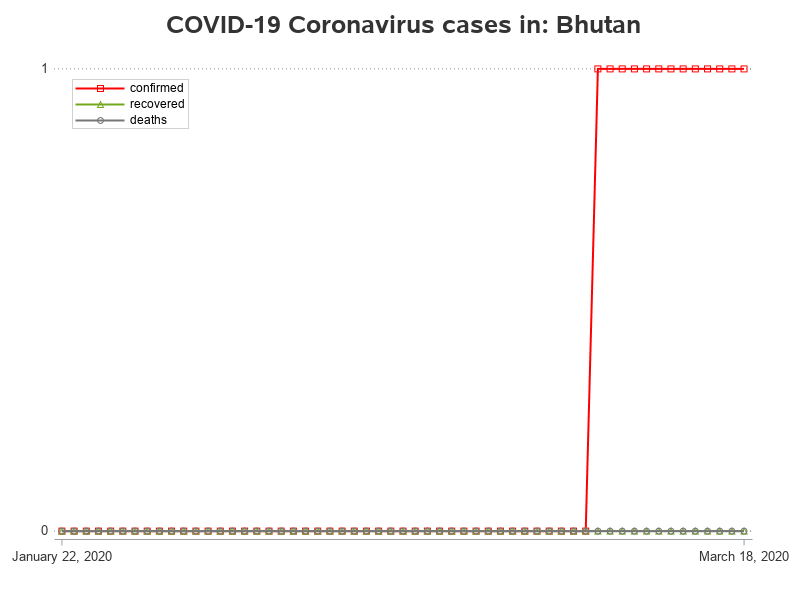 COVID-19 Coronavirus cases in: Bhutan
1
confirmed
recovered
deaths
0
January 22, 2020
March 18, 2020